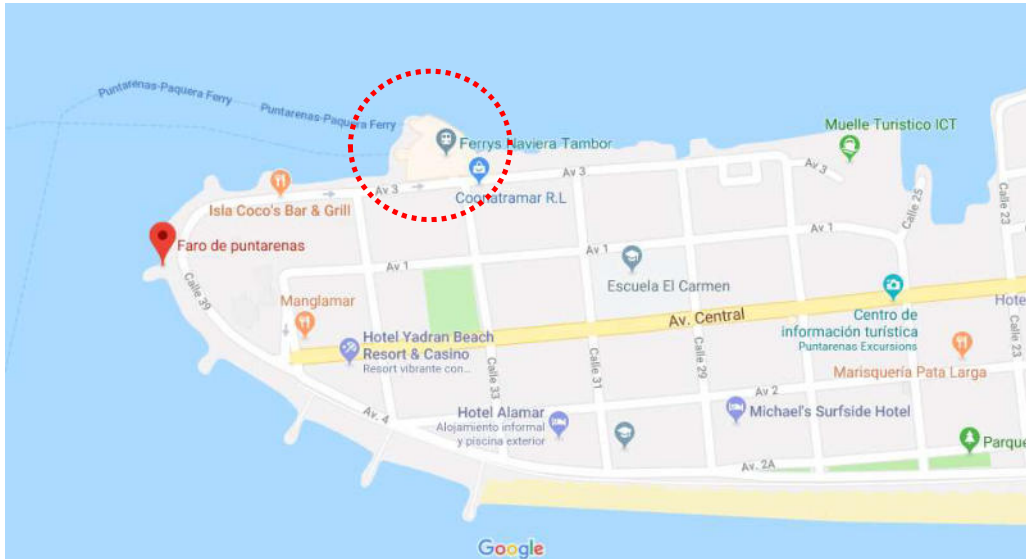 Puntarenas-Paquera Ferry
Puntarenas-Paquera Ferry
Ferrys Naviera Tambor
Muelle Turistico ICT
Av 3
Av 3
Av 3
Coonatramar R.L
Isla Coco's Bar & Grill
Calle 25
Calle 23
Faro de puntarenas
Av 1
Av 1
Av 1
Calle 39
Escuela El Carmen
Manglamar
Hotel Yadran Beach
Resort & Casino
Resort vibrante con...
Av. Central
Centro de
información turística
Puntarenas Excursions
Hote
Calle 33
Calle 31
Calle 29
Calle 23
Marisquería Pata Larga
Av 2
Av. 4
Hotel Alamar
Alojamiento informal
y piscina exterior
Michael's Surfside Hotel
Parque
Av. 2A
Google